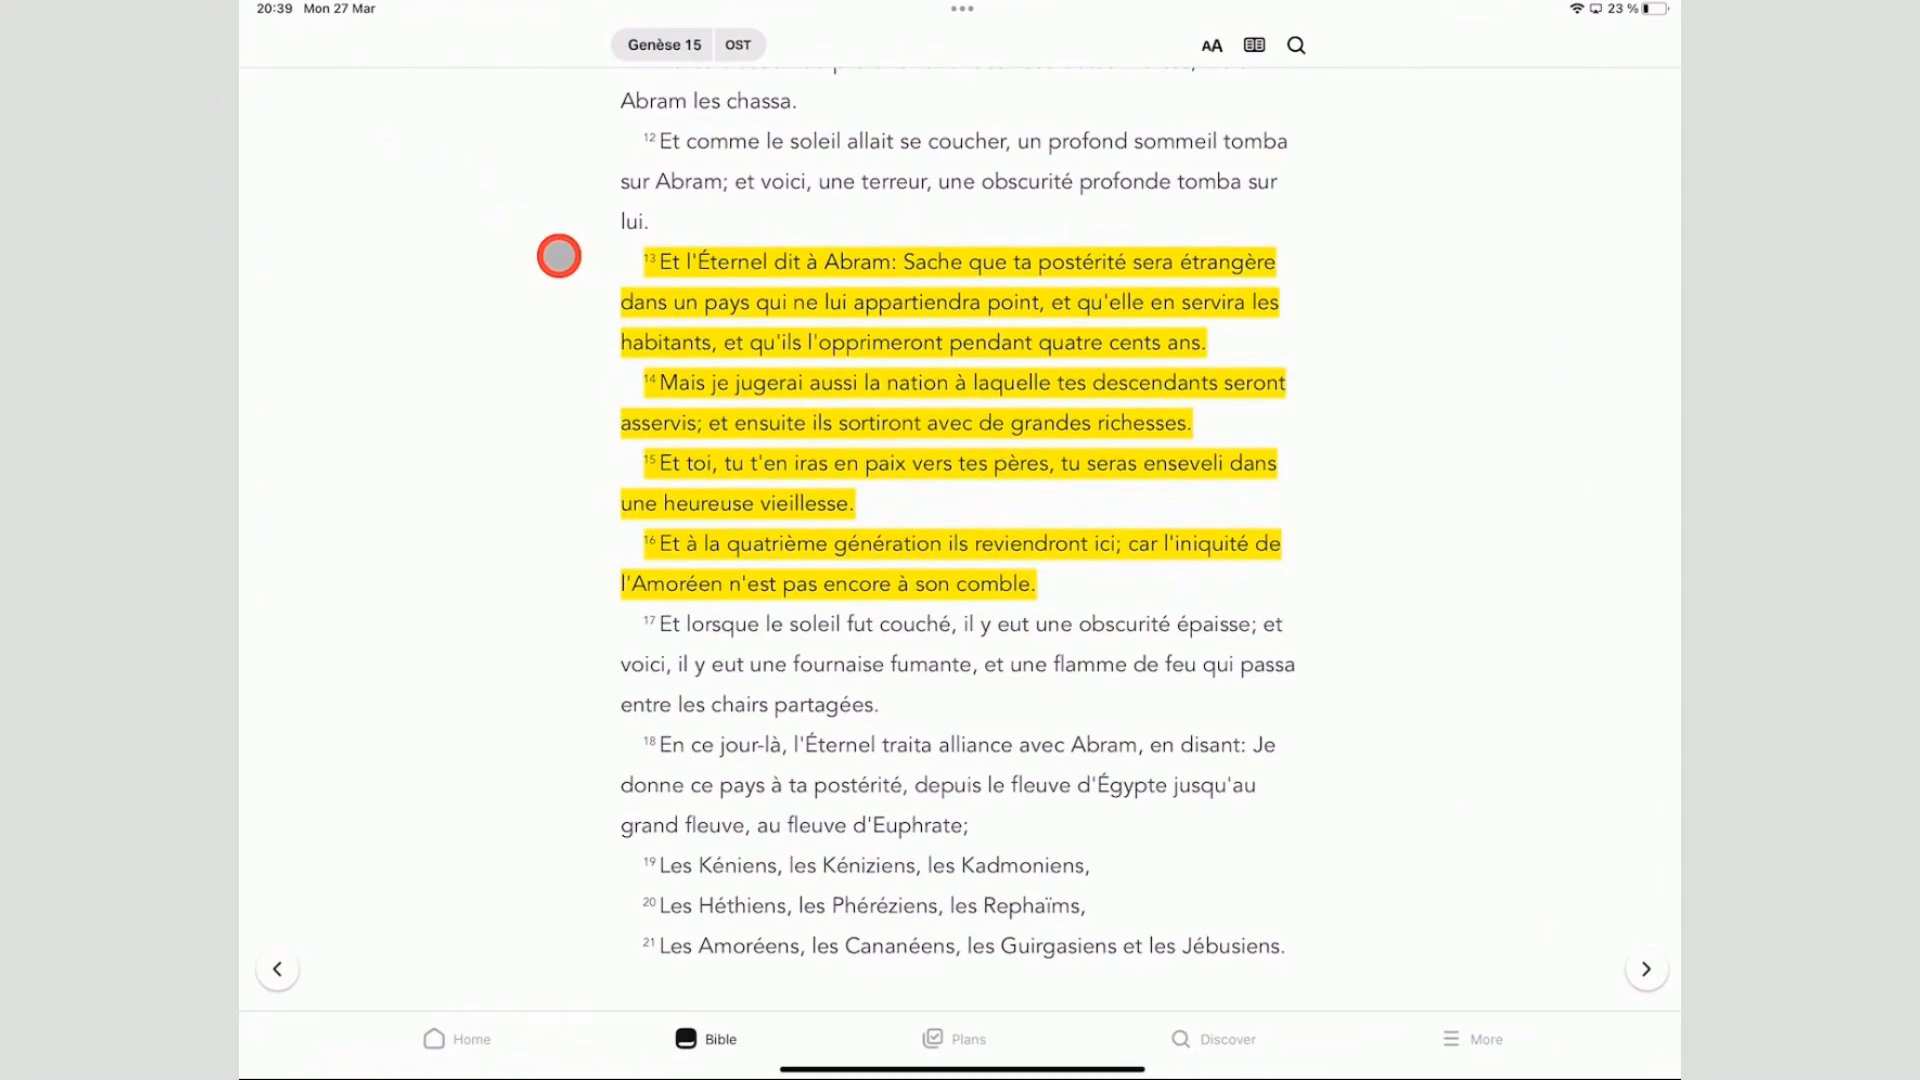 20:39 Mon 27 Mar
23 %
Genèse 15 OST
AA
Abram les chassa.
12 Et comme le soleil allait se coucher, un profond sommeil tomba
sur Abram; et voici, une terreur, une obscurité profonde tomba sur
lui.
13 Et l'Éternel dit à Abram: Sache que ta postérité sera étrangère
dans un pays qui ne lui appartiendra point, et qu'elle en servira les
habitants, et qu'ils l'opprimeront pendant quatre cents ans.
14 Mais je jugerai aussi la nation à laquelle tes descendants seront
asservis; et ensuite ils sortiront avec de grandes richesses.
15 Et toi, tu t'en iras en paix vers tes pères, tu seras enseveli dans
une heureuse vieillesse.
16 Et à la quatrième génération ils reviendront ici; car l'iniquité de
l'Amoréen n'est pas encore à son comble.
17 Et lorsque le soleil fut couché, il y eut une obscurité épaisse; et
voici, il y eut une fournaise fumante, et une flamme de feu qui passa
entre les chairs partagées.
18 En ce jour-là, l'Éternel traita alliance avec Abram, en disant: Je
donne ce pays à ta postérité, depuis le fleuve d'Égypte jusqu'au
grand fleuve, au fleuve d'Euphrate;
19 Les Kéniens, les Kéniziens, les Kadmoniens,
20 Les Héthiens, les Phéréziens, les Rephaïms,
21 Les Amoréens, les Cananéens, les Guirgasiens et les Jébusiens.
Home Bible Plans Discover More